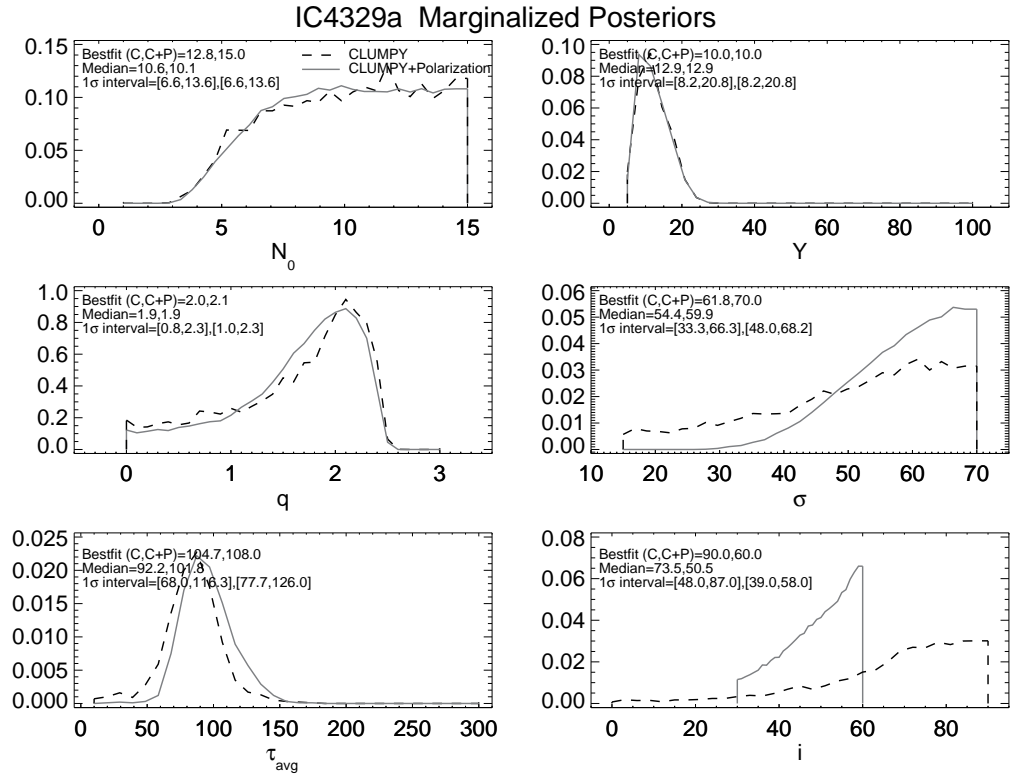 IC4329a Marginalized Posteriors
Bestfit (C,C+P)=12.8,15.0
Median=10.6,10.1
1σ interval=[6.6,13.6],[6.6,13.6]
CLUMPY
CLUMPY+Polarization
0.15
0.10
0.05
0.00
0 5 10 15
N0
Bestfit (C,C+P)=10.0,10.0
Median=12.9,12.9
1σ interval=[8.2,20.8],[8.2,20.8]
0.10
0.08
0.06
0.04
0.02
0.00
0 20 40 60 80 100
Y
Bestfit (C,C+P)=2.0,2.1
Median=1.9,1.9
1σ interval=[0.8,2.3],[1.0,2.3]
1.0
0.8
0.6
0.4
0.2
0.0
0 1 2 3
q
Bestfit (C,C+P)=61.8,70.0
Median=54.4,59.9
1σ interval=[33.3,66.3],[48.0,68.2]
0.06
0.05
0.04
0.03
0.02
0.01
0.00
10 20 30 40 50 60 70
σ
Bestfit (C,C+P)=104.7,108.0
Median=92.2,101.8
1σ interval=[68.0,116.3],[77.7,126.0]
0.025
0.020
0.015
0.010
0.005
0.000
0 50 100 150 200 250 300
τavg
Bestfit (C,C+P)=90.0,60.0
Median=73.5,50.5
1σ interval=[48.0,87.0],[39.0,58.0]
0.08
0.06
0.04
0.02
0.00
0 20 40 60 80
i